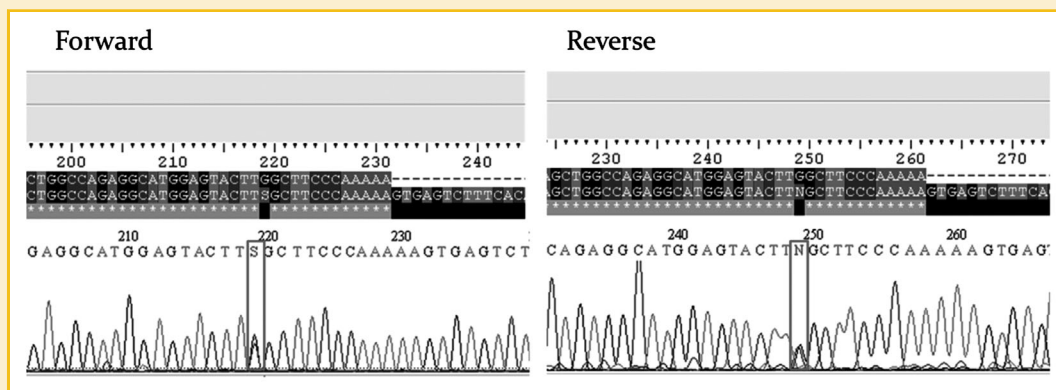 Forward
200 210 220 230 240
CTGGCCAGAGGCATGGAGTACTTGGCTTCCCAAAAA-------------
CTGGCCAGAGGCATGGAGTACTTSGCTTCCCAAAAAGTGAGTCTTTCAC
*********************** ************
210 220 230
GAGGCATGGAGTACTTSGCTTCCCAAAAAGTGAGTCT
Reverse
230 240 250 260 270
GCTGGCCAGAGGCATGGAGTACTTGGCTTCCCAAAAA------------
GCTGGCCAGAGGCATGGAGTACTTNGCTTCCCAAAAAGTGAGTCTTTCA
************************ ************
240 250 260
CAGAGGCATGGAGTACTTNGCTTCCCAAAAAGTGAGT